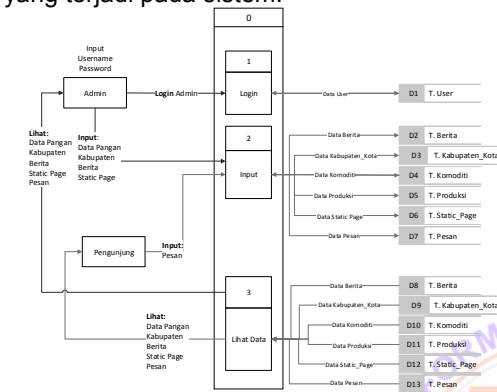 yang terjadi pada sistem.
0
Input
Username
Password
1
Admin
Login Admin
Login
Data User
D1 T. User
Lihat:
Data Pangan
Kabupaten
Berita
Static Page
Pesan
Input:
Data Pangan
Kabupaten
Berita
Static Page
2
Input
Data Berita
D2 T. Berita
Data Kabupaten_Kota
D3 T. Kabupaten_Kota
Data Komoditi
D4 T. Komoditi
Data Produksi
D5 T. Produksi
Data Static Page
D6 T. Static_Page
Data Pesan
D7 T. Pesan
Pengunjung
Input:
Pesan
3
Lihat Data
Lihat:
Data Pangan
Kabupaten
Berita
Static Page
Pesan
Data Berita
D8 T. Berita
Data Kabupaten_Kota
D9 T. Kabupaten_Kota
Data Komoditi
D10 T. Komoditi
Data Produksi
D11 T. Produksi
Data Static_Page
D12 T. Static_Page
Data Pesan
D13 T. Pesan